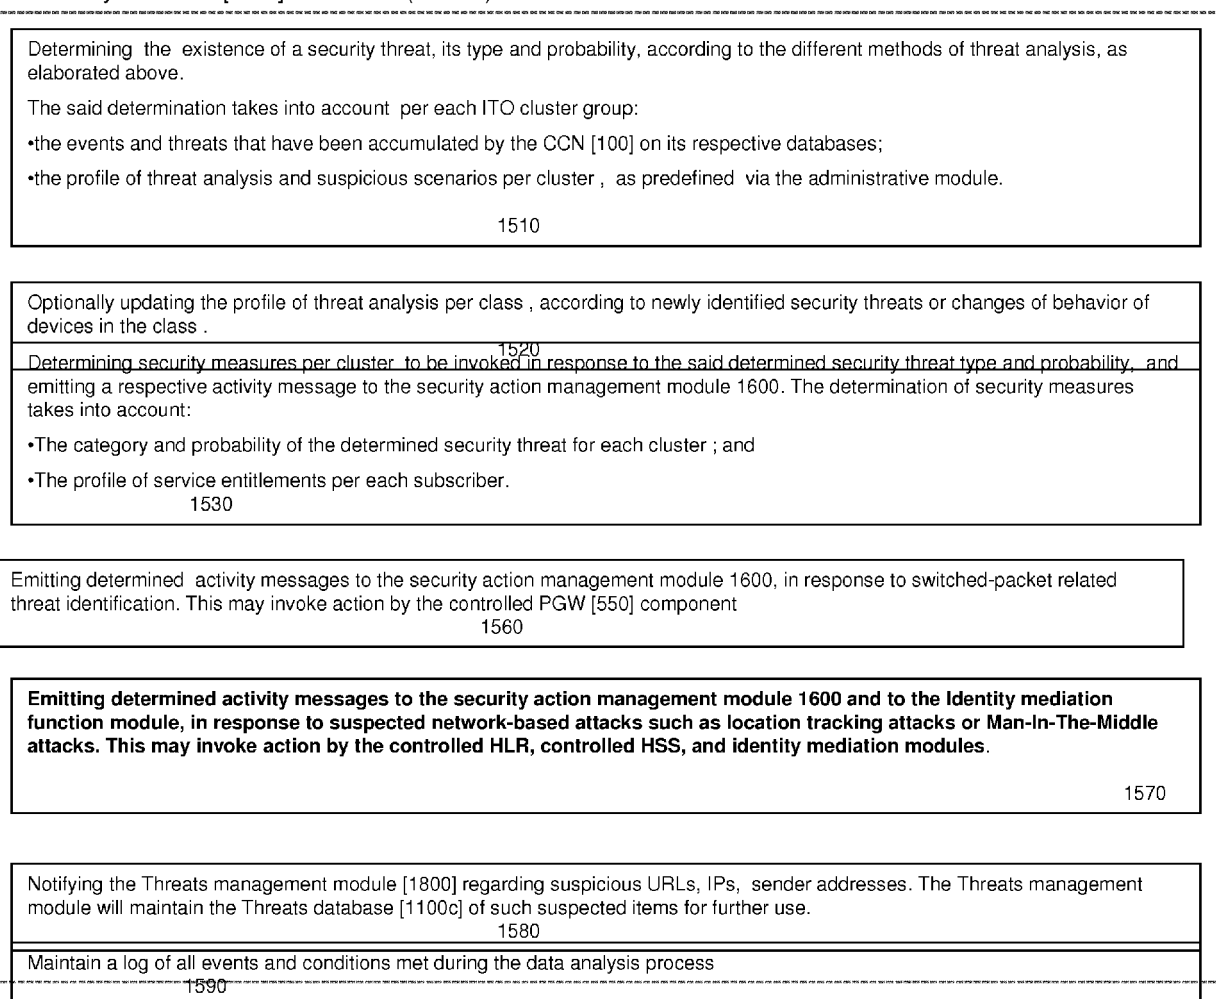 Determining the existence of a security threat, its type and probability, according to the different methods of threat analysis, as
elaborated above.
The said determination takes into account per each ITO cluster group:
•the events and threats that have been accumulated by the CCN [100] on its respective databases;
•the profile of threat analysis and suspicious scenarios per cluster , as predefined via the administrative module.
1510
Optionally updating the profile of threat analysis per class , according to newly identified security threats or changes of behavior of
devices in the class .
1520
Determining security measures per cluster to be invoked in response to the said determined security threat type and probability, and
emitting a respective activity message to the security action management module 1600. The determination of security measures
takes into account:
•The category and probability of the determined security threat for each cluster ; and
•The profile of service entitlements per each subscriber.
1530
Emitting determined activity messages to the security action management module 1600, in response to switched-packet related
threat identification. This may invoke action by the controlled PGW [550] component
1560
Emitting determined activity messages to the security action management module 1600 and to the Identity mediation
function module, in response to suspected network-based attacks such as location tracking attacks or Man-In-The-Middle
attacks. This may invoke action by the controlled HLR, controlled HSS, and identity mediation modules.
1570
Notifying the Threats management module [1800] regarding suspicious URLs, IPs, sender addresses. The Threats management
module will maintain the Threats database [1100c] of such suspected items for further use.
1580
Maintain a log of all events and conditions met during the data analysis process
1590